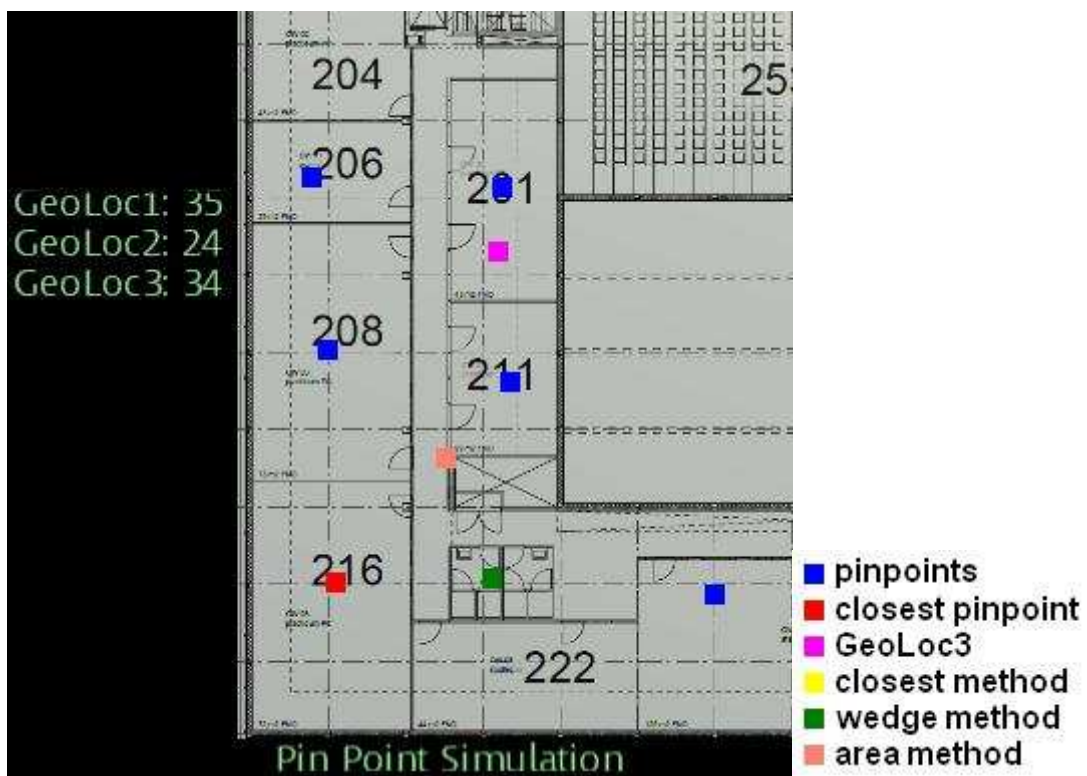 204
253
206
201
GeoLoc1: 35
GeoLoc2: 24
GeoLoc3: 34
208
211
216
222
pinpoints
closest pinpoint
GeoLoc3
closest method
wedge method
area method
Pin Point Simulation